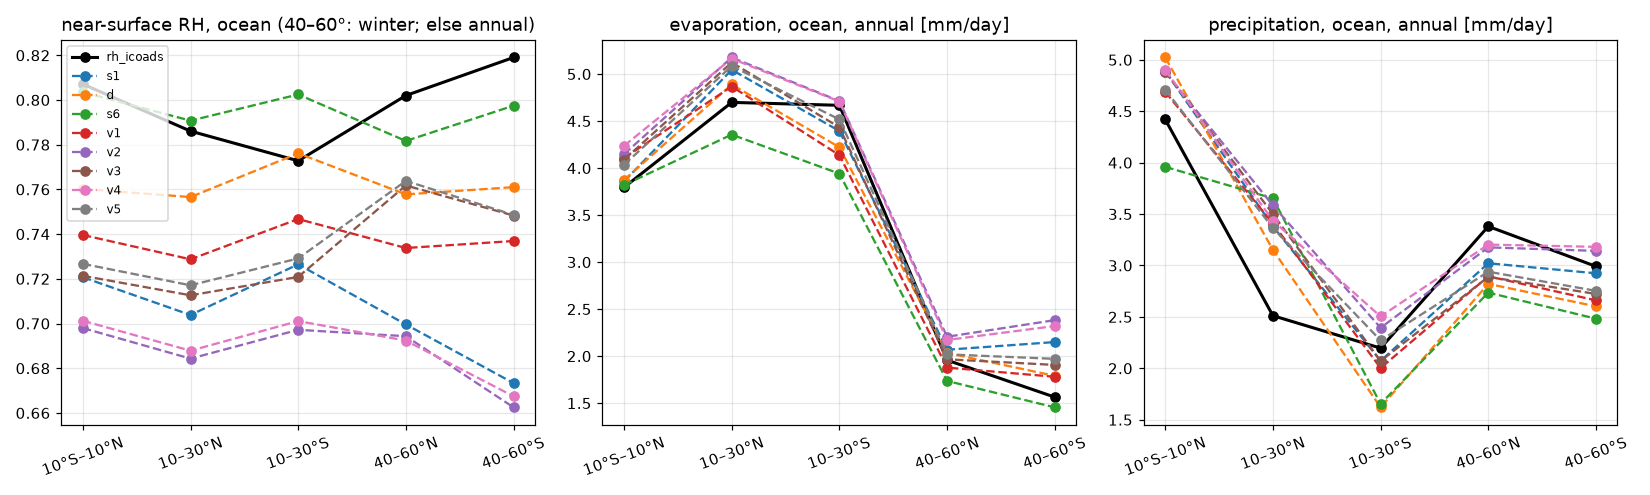 near-surface RH, ocean (40–60°: winter; else annual)
0.82
0.80
0.78
0.76
0.74
0.72
0.70
0.68
0.66
rh_icoads
s1
d
s6
v1
v2
v3
v4
v5
10°S–10°N
10–30°N
10–30°S
40–60°N
40–60°S
evaporation, ocean, annual [mm/day]
5.0
4.5
4.0
3.5
3.0
2.5
2.0
1.5
10°S–10°N
10–30°N
10–30°S
40–60°N
40–60°S
precipitation, ocean, annual [mm/day]
5.0
4.5
4.0
3.5
3.0
2.5
2.0
1.5
10°S–10°N
10–30°N
10–30°S
40–60°N
40–60°S